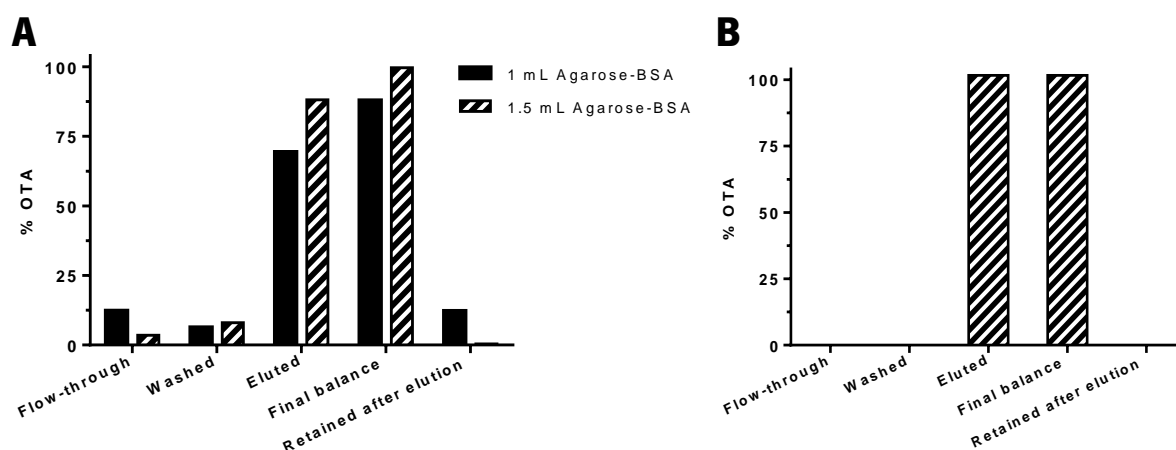 A
% OTA
100
75
50
25
0
Flow-through
Washed
Eluted
Final balance
Retained after elution
1 mL Agarose-BSA
1.5 mL Agarose-BSA
B
% OTA
100
75
50
25
0
Flow-through
Washed
Eluted
Final balance
Retained after elution